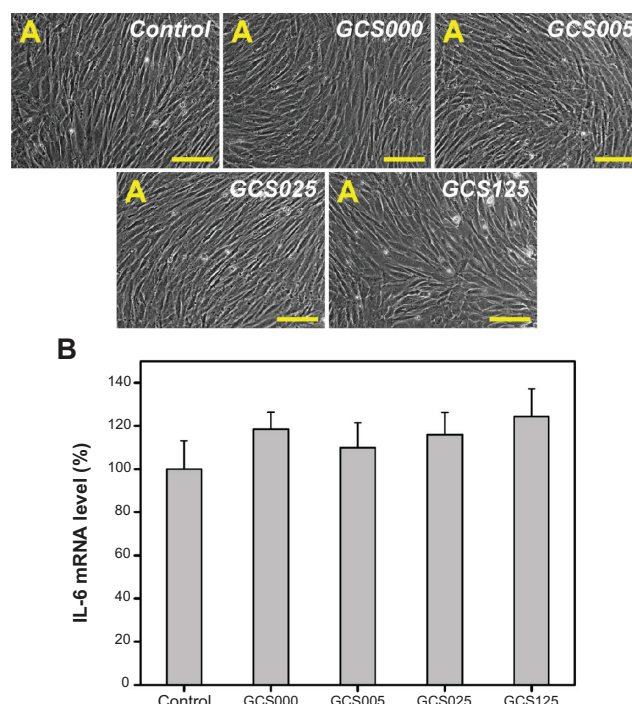 A Control
A GCS000
A GCS005
A GCS025
A GCS125
B
IL-6 mRNA level (%)
140
120
100
80
60
40
20
0
Control GCS000 GCS005 GCS025 GCS125